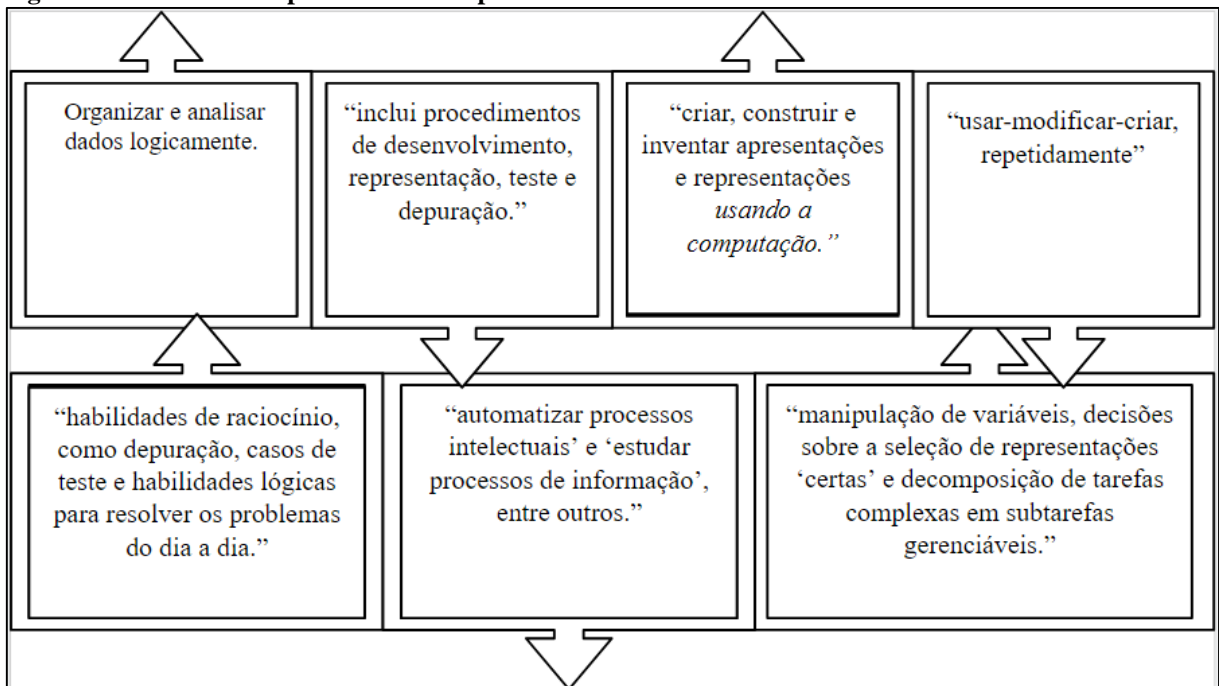 Organizar e analisar
dados logicamente.
“inclui procedimentos
de desenvolvimento,
representação, teste e
depuração.”
“criar, construir e
inventar apresentações
e representações
usando a
computação.”
“usar-modificar-criar,
repetidamente”
“habilidades de raciocínio,
como depuração, casos de
teste e habilidades lógicas
para resolver os problemas
do dia a dia.”
“automatizar processos
intelectuais’ e ‘estudar
processos de informação’,
entre outros.”
“manipulação de variáveis, decisões
sobre a seleção de representações
‘certas’ e decomposição de tarefas
complexas em subtarefas
gerenciáveis.”